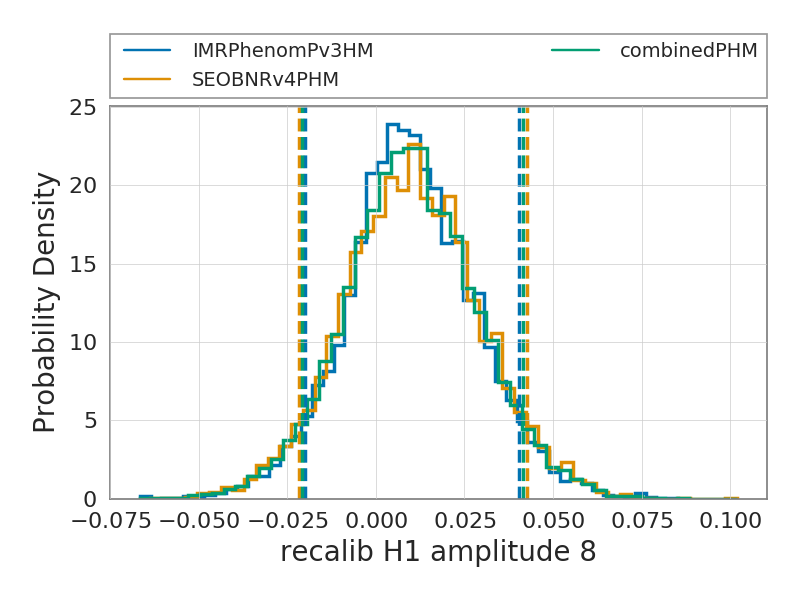 IMRPhenomPv3HM
SEOBNRv4PHM
combinedPHM
Probability Density
25
20
15
10
5
0
−0.075 −0.050 −0.025 0.000 0.025 0.050 0.075 0.100
recalib H1 amplitude 8